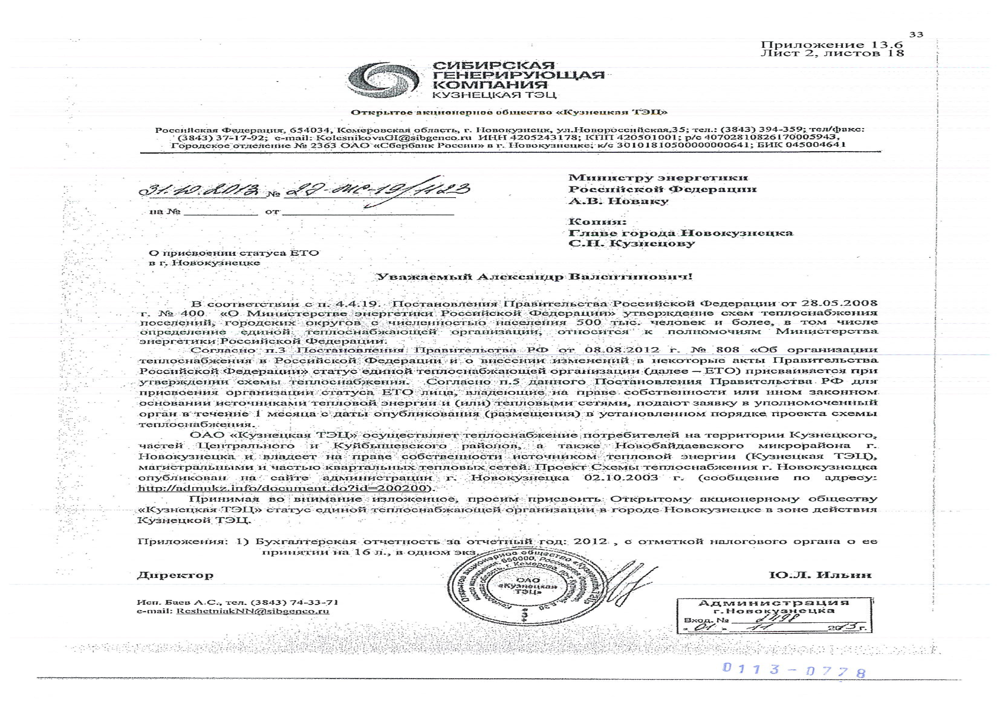 33
Приложение 13.6
Лист 2, листов 18
СИБИРСКАЯ
ГЕНЕРИРУЮЩАЯ
КОМПАНИЯ
КУЗНЕЦКАЯ ТЭЦ
Открытое акционерное общество «Кузнецкая ТЭЦ»
Российская Федерация, 654034, Кемеровская область, г. Новокузнецк, ул.Новороссийская,35; тел.: (3843) 394-359; тел/факс:
(3843) 37-17-92; e-mail: KolesnikovaGI@sibgenco.ru ИНН 4205243178; КПП 420501001; р/с 40702810826170005943,
Городское отделение № 2363 ОАО «Сбербанк России» в г. Новокузнецке; к/с 30101810500000000641; БИК 045004641
31.10.2013 №
на № от
Министру энергетики
Российской Федерации
А.В. Новаку
Копия:
Главе города Новокузнецка
С.Н. Кузнецову
О присвоении статуса ЕТО
в г. Новокузнецке
Уважаемый Александр Валентинович!
В соответствии с п. 4.4.19. Постановления Правительства Российской Федерации от 28.05.2008
г. № 400 «О Министерстве энергетики Российской Федерации» утверждение схем теплоснабжения
поселений, городских округов с численностью населения 500 тыс. человек и более, в том числе
определение единой теплоснабжающей организации, относится к полномочиям Министерства
энергетики Российской Федерации.
Согласно п.3 Постановления Правительства РФ от 08.08.2012 г. № 808 «Об организации
теплоснабжения в Российской Федерации и о внесении изменений в некоторые акты Правительства
Российской Федерации» статус единой теплоснабжающей организации (далее – ЕТО) присваивается при
утверждении схемы теплоснабжения. Согласно п.5 данного Постановления Правительства РФ для
присвоения организации статуса ЕТО лица, владеющие на праве собственности или ином законном
основании источниками тепловой энергии и (или) тепловыми сетями, подают заявку в уполномоченный
орган в течение 1 месяца с даты опубликования (размещения) в установленном порядке проекта схемы
теплоснабжения.
ОАО «Кузнецкая ТЭЦ» осуществляет теплоснабжение потребителей на территории Кузнецкого,
частей Центрального и Куйбышевского районов, а также Новобайдаевского микрорайона г.
Новокузнецка и владеет на праве собственности источником тепловой энергии (Кузнецкая ТЭЦ),
магистральными и частью квартальных тепловых сетей. Проект Схемы теплоснабжения г. Новокузнецка
опубликован на сайте администрации г. Новокузнецка 02.10.2003 г. (сообщение по адресу:
http://admnkz.info/document.do?id=200200).
Принимая во внимание изложенное, просим присвоить Открытому акционерному обществу
«Кузнецкая ТЭЦ» статус единой теплоснабжающей организации в городе Новокузнецке в зоне действия
Кузнецкой ТЭЦ.
Приложения: 1) Бухгалтерская отчетность за отчетный год: 2012 , с отметкой налогового органа о ее
принятии на 16 л., в одном экз.
Открытое акционерное общество «Кузнецкая ТЭЦ»
ОАО
«Кузнецкая
ТЭЦ»
3
Директор
Ю.Л. Ильин
Исп. Баев А.С., тел. (3843) 74-33-71
e-mail: ReshetniakNN@sibgenco.ru
Администрация
г.Новокузнецка
Вход. №
« 01 » 11 2013 г.
0113-0778